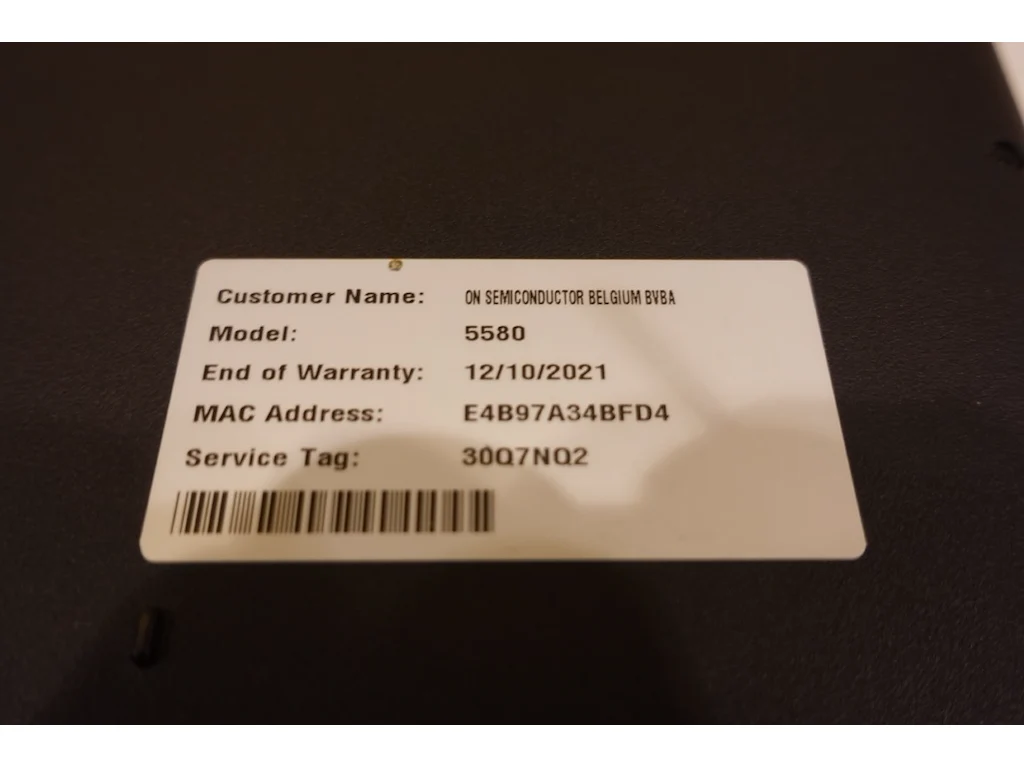 Customer Name: ON SEMICONDUCTOR BELGIUM BVBA
Model: 5580
End of Warranty: 12/10/2021
MAC Address: E4B97A34BFD4
Service Tag: 30Q7NQ2